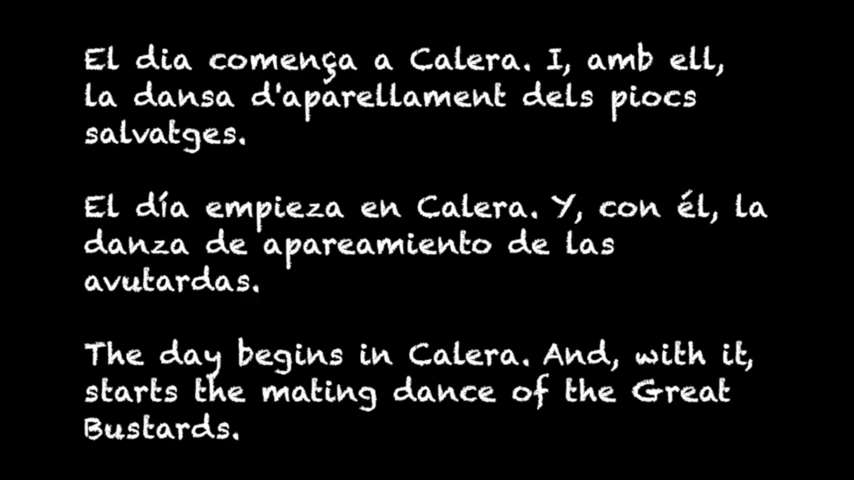 El dia comença a Calera. I, amb ell,
la dansa d'aparellament dels piocs
salvatges.
El día empieza en Calera. Y, con él, la
danza de apareamiento de las
avutardas.
The day begins in Calera. And, with it,
starts the mating dance of the Great
Bustards.